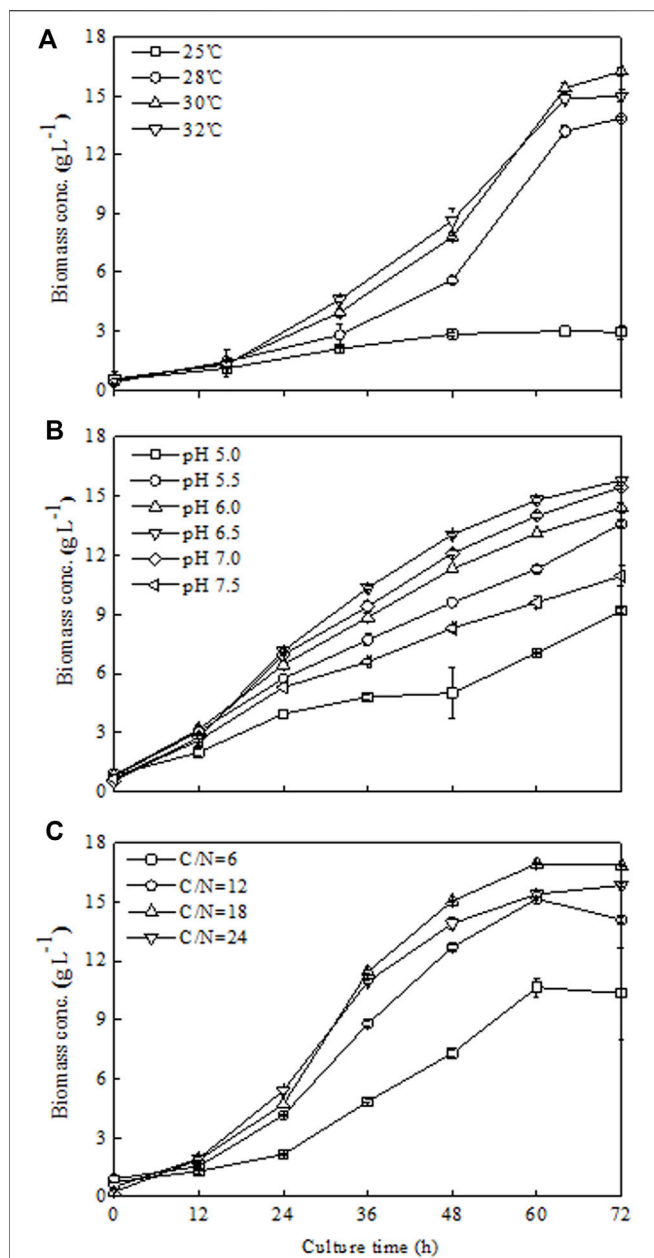 A
18
15
12
9
6
3
0
Biomass conc. (gL⁻¹)
25℃
28℃
30℃
32℃
B
18
15
12
9
6
3
0
Biomass conc. (gL⁻¹)
pH 5.0
pH 5.5
pH 6.0
pH 6.5
pH 7.0
pH 7.5
C
18
15
12
9
6
3
0
Biomass conc. (gL⁻¹)
C/N=6
C/N=12
C/N=18
C/N=24
0 12 24 36 48 60 72
Culture time (h)